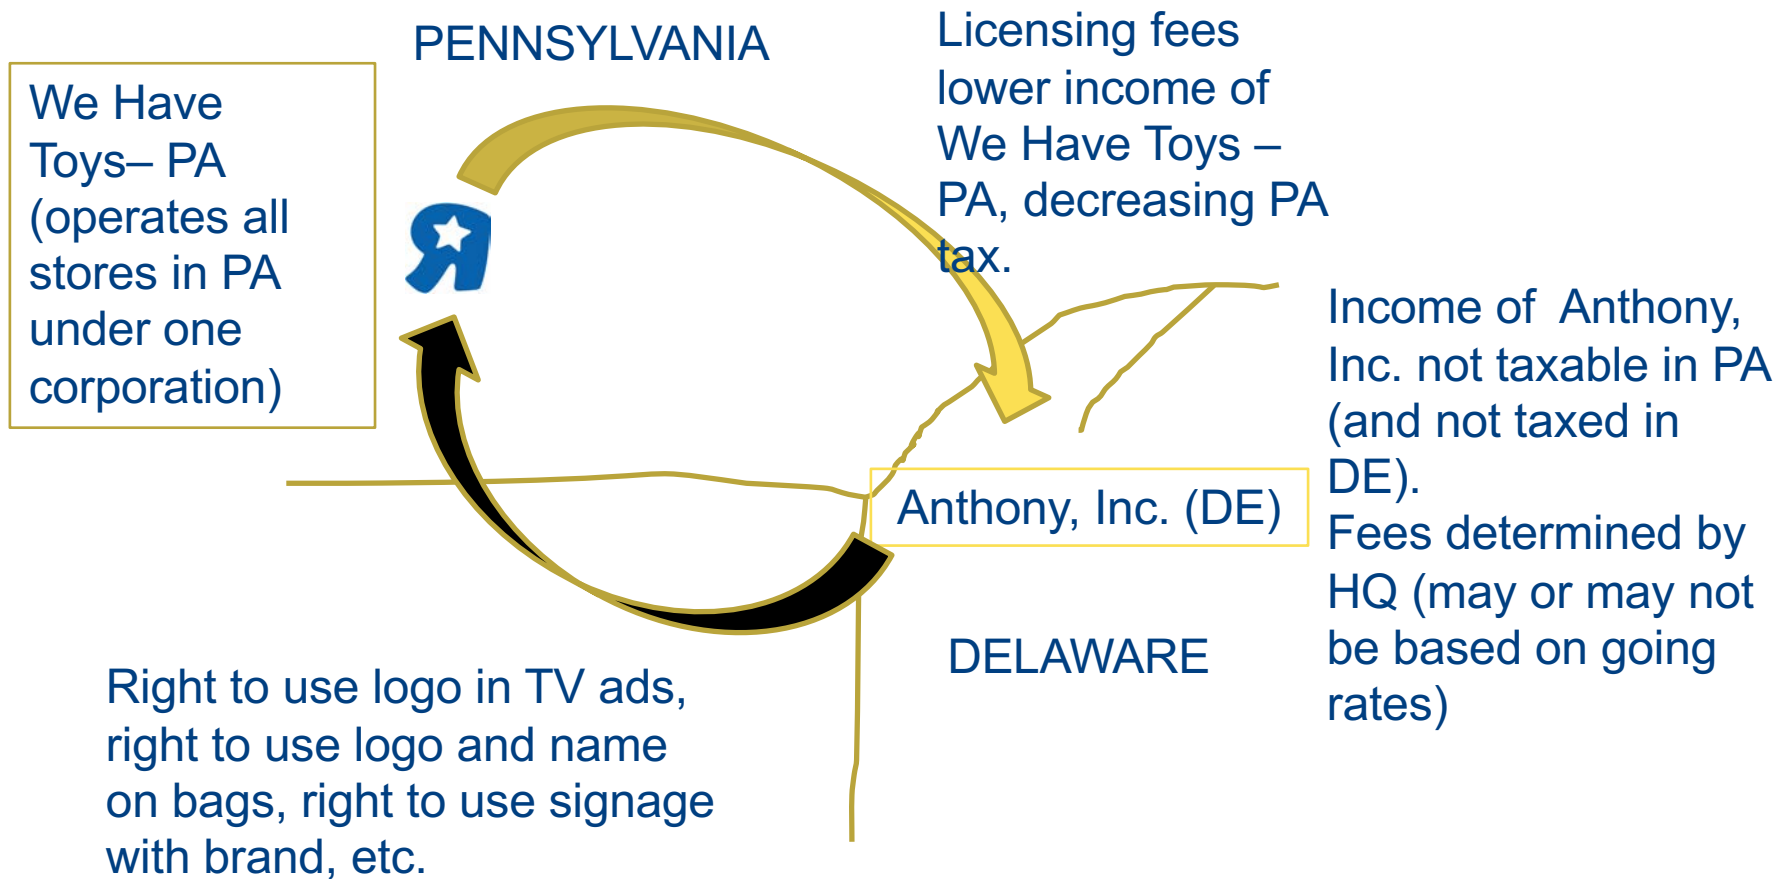 PENNSYLVANIA
We Have
Toys– PA
(operates all
stores in PA
under one
corporation)
Licensing fees
lower income of
We Have Toys –
PA, decreasing PA
tax.
Income of  Anthony,
Inc. not taxable in PA
(and not taxed in
DE).
Fees determined by
HQ (may or may not
be based on going
rates)
Anthony, Inc. (DE)
DELAWARE
Right to use logo in TV ads,
right to use logo and name
on bags, right to use signage
with brand, etc.